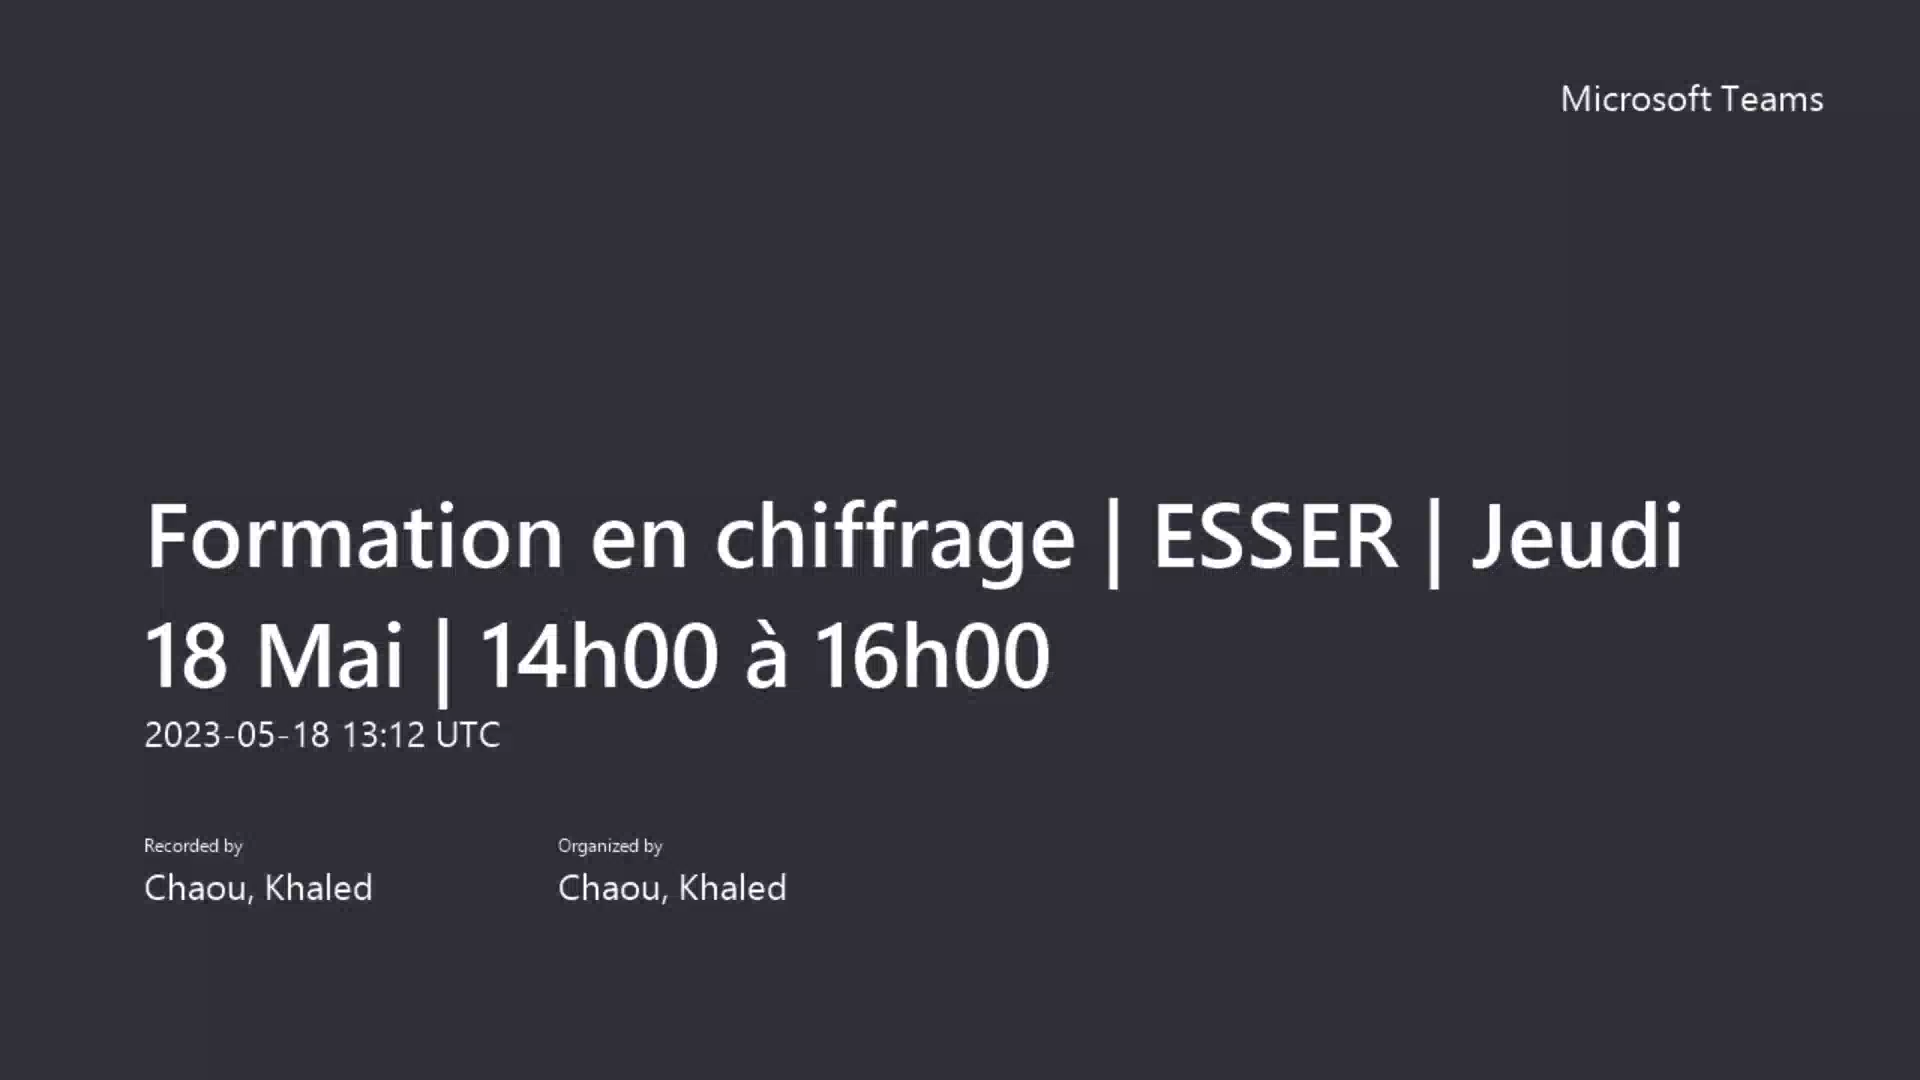 Microsoft Teams
Formation en chiffrage | ESSER | Jeudi
18 Mai | 14h00 à 16h00
2023-05-18 13:12 UTC
Recorded by
Chaou, Khaled
Organized by
Chaou, Khaled